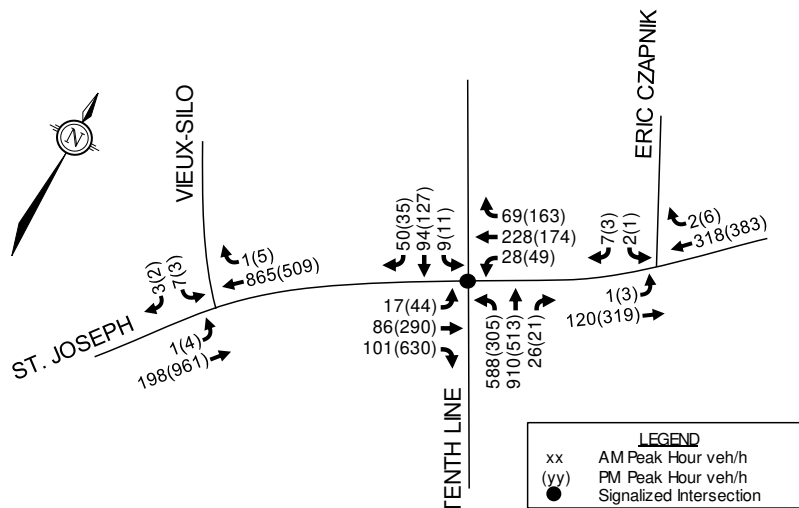 N
VIEUX-SILO
ERIC CZAPNIK
ST. JOSEPH
TENTH LINE
3(2)
7(3)
1(5)
865(509)
1(4)
198(961)
50(35)
94(127)
9(11)
69(163)
228(174)
28(49)
17(44)
86(290)
101(630)
588(305)
910(513)
26(21)
7(3)
2(1)
2(6)
318(383)
1(3)
120(319)
LEGEND
xx AM Peak Hour veh/h
(yy) PM Peak Hour veh/h
Signalized Intersection